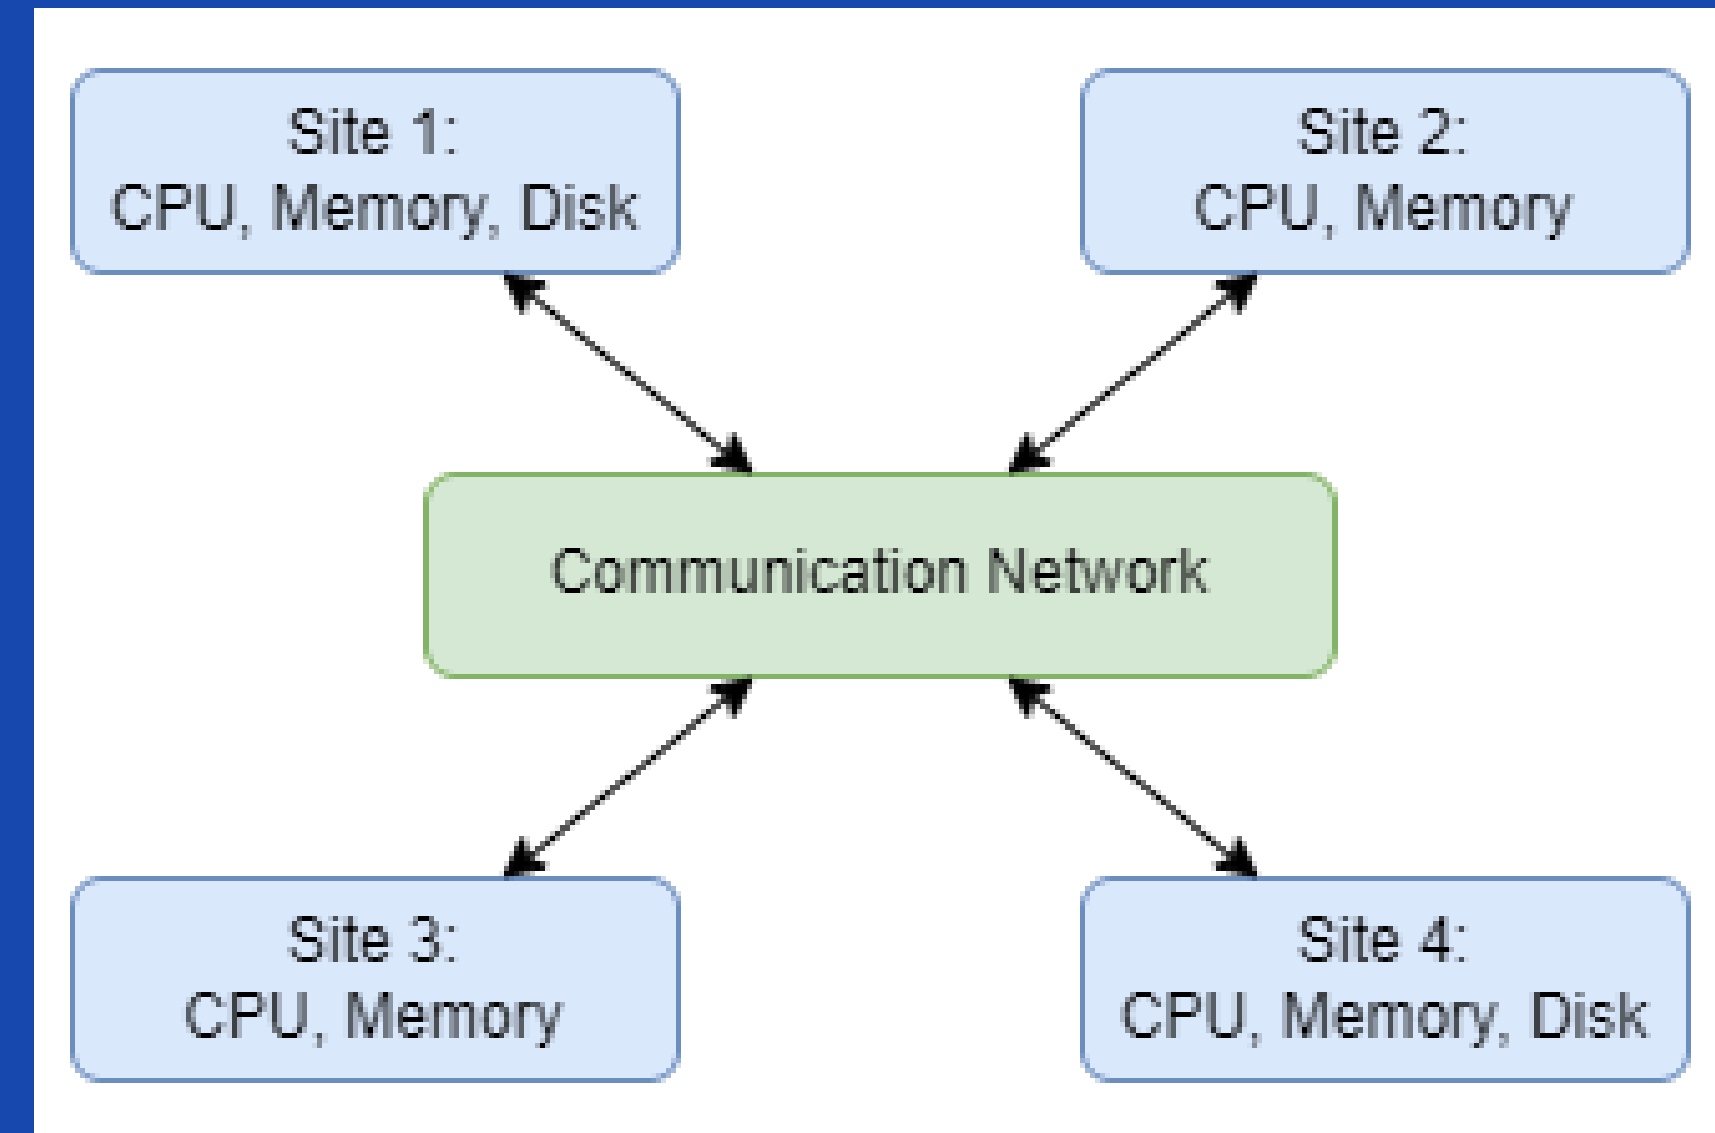 Site 1:
CPU, Memory, Disk
Site 2:
CPU, Memory
Communication Network
Site 3:
CPU, Memory
Site 4:
CPU, Memory, Disk